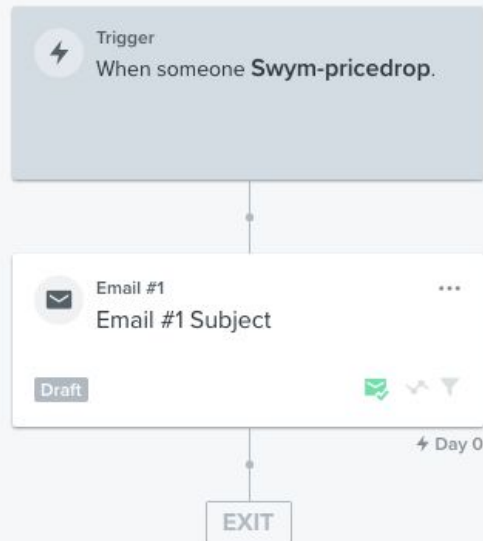 Trigger
When someone Swym-pricedrop.
Email #1
Email #1 Subject
Draft
Day 0
EXIT